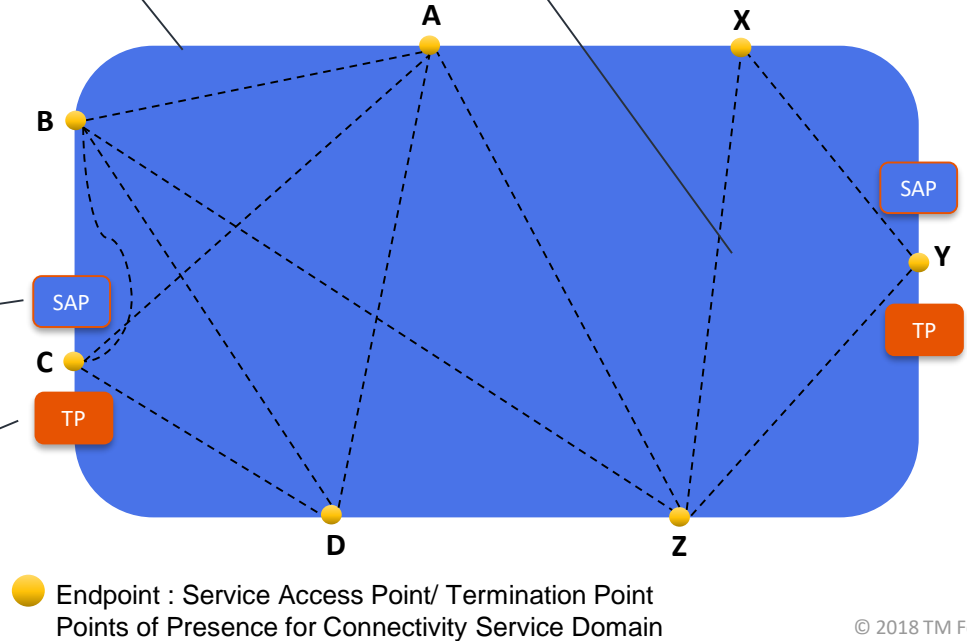 A
X
B
SAP
Y
SAP
TP
C
TP
D
Z
Endpoint : Service Access Point/ Termination Point
Points of Presence for Connectivity Service Domain
© 2018 TM F